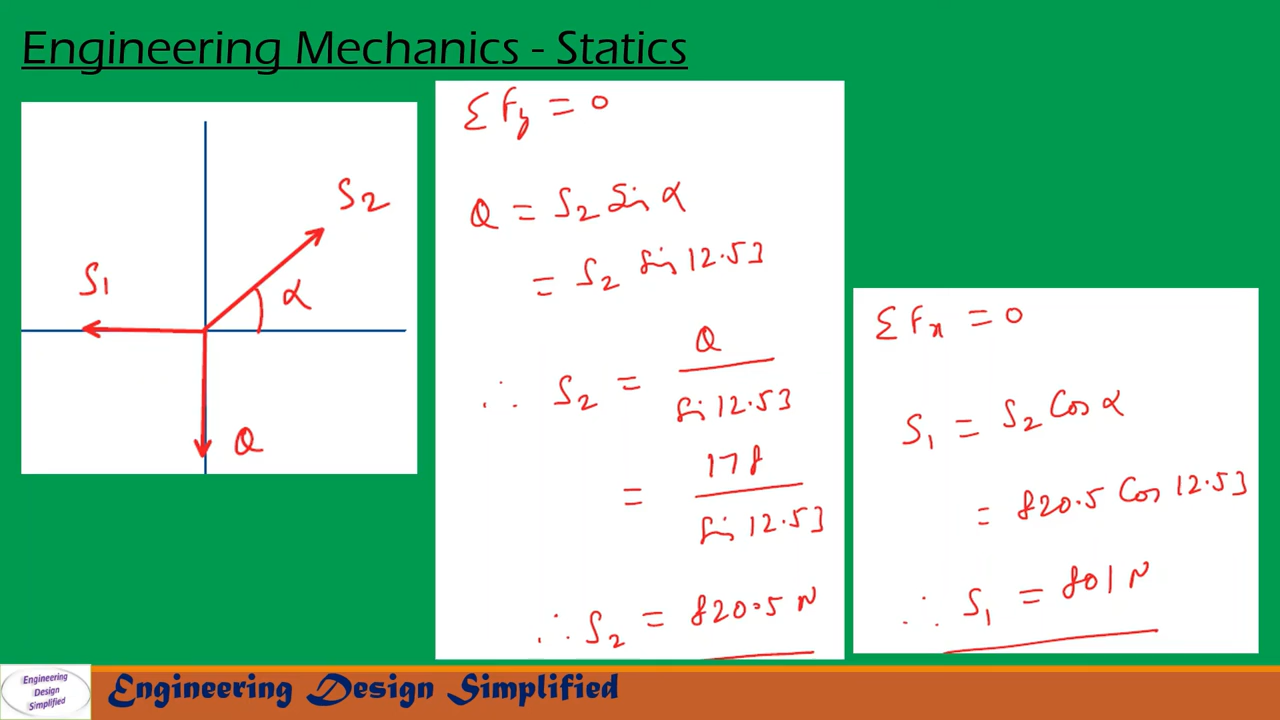 Engineering Mechanics - Statics
S2
S1
α
Q
ΣFy = 0
Q = S2 Sin α
= S2 Sin 12.53
∴ S2 = Q / Sin 12.53
= 178 / Sin 12.53
∴ S2 = 820.5 N
ΣFx = 0
S1 = S2 Cos α
= 820.5 Cos 12.53
∴ S1 = 801 N
Engineering
Design
Simplified
Engineering Design Simplified